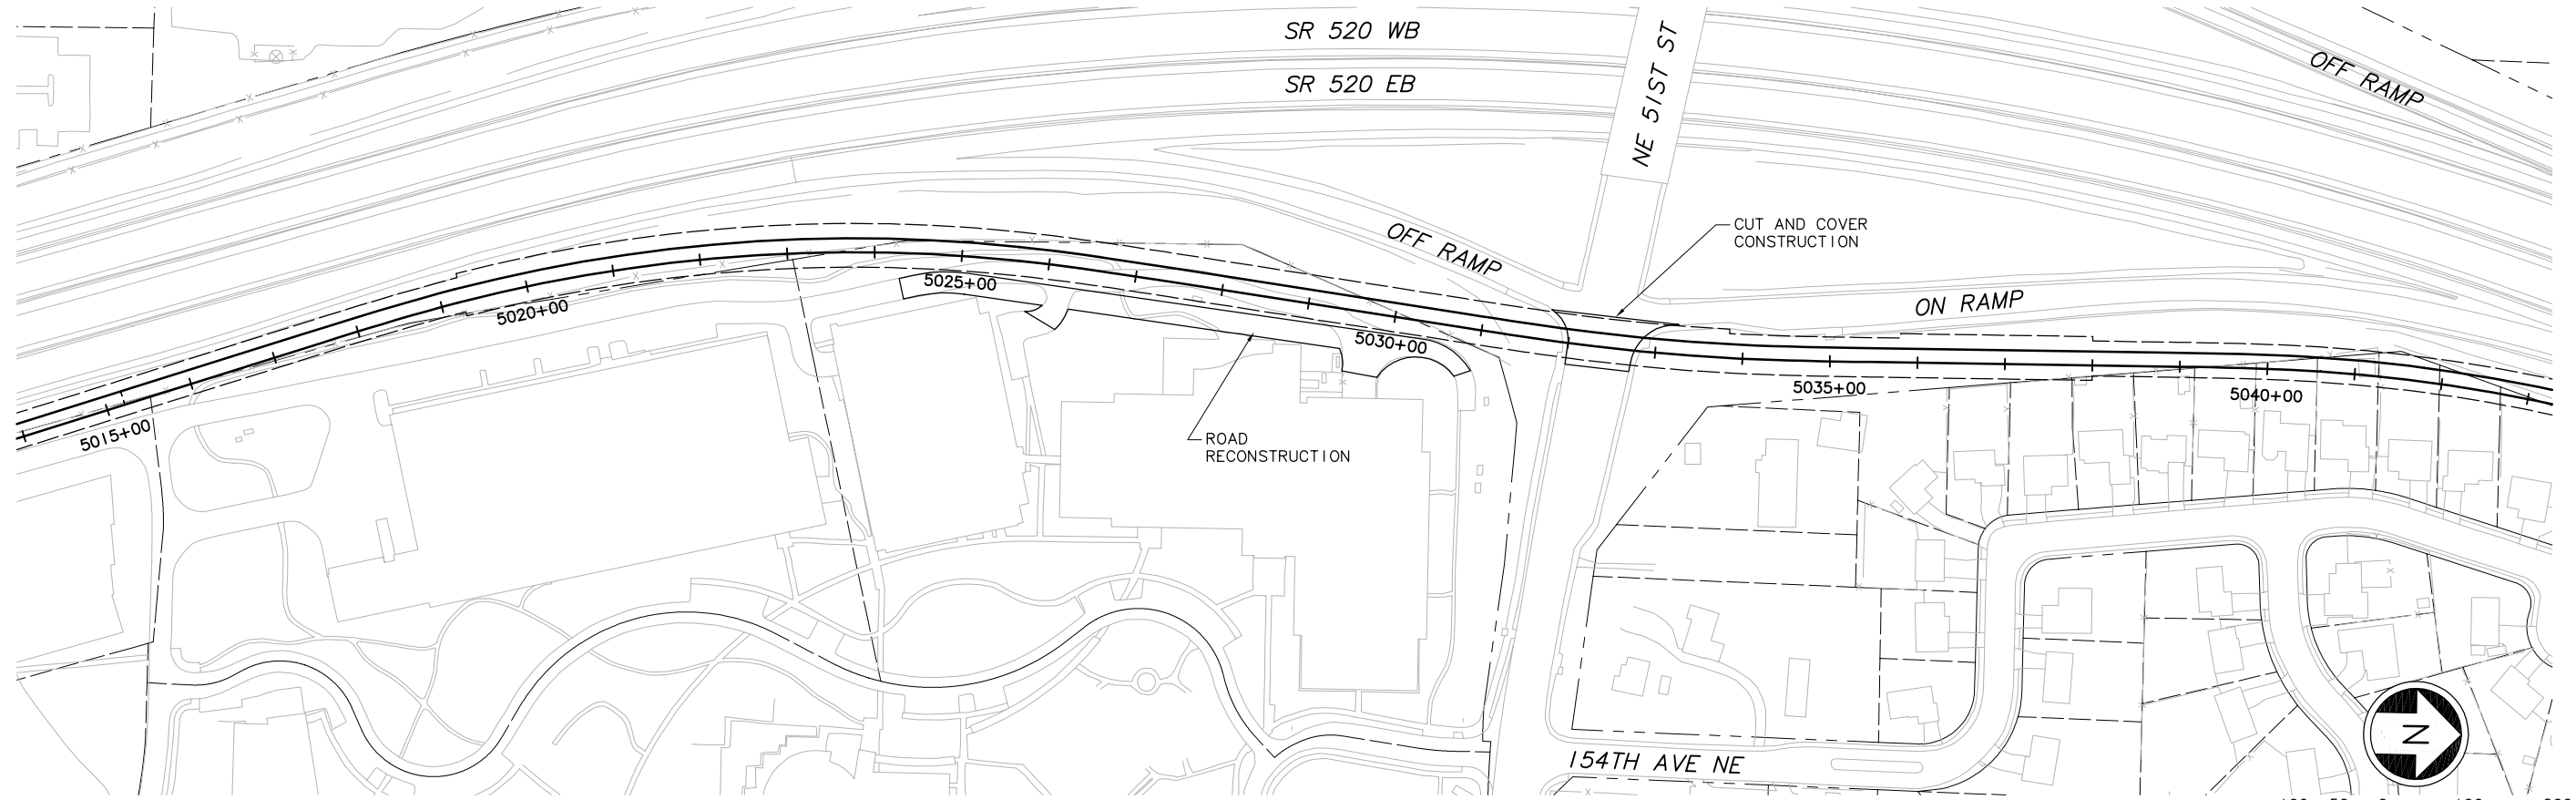 SR 520 WB
SR 520 EB
NE 51ST ST
OFF RAMP
OFF RAMP
CUT AND COVER
CONSTRUCTION
ON RAMP
5015+00
5020+00
5025+00
5030+00
5035+00
5040+00
ROAD
RECONSTRUCTION
154TH AVE NE
N